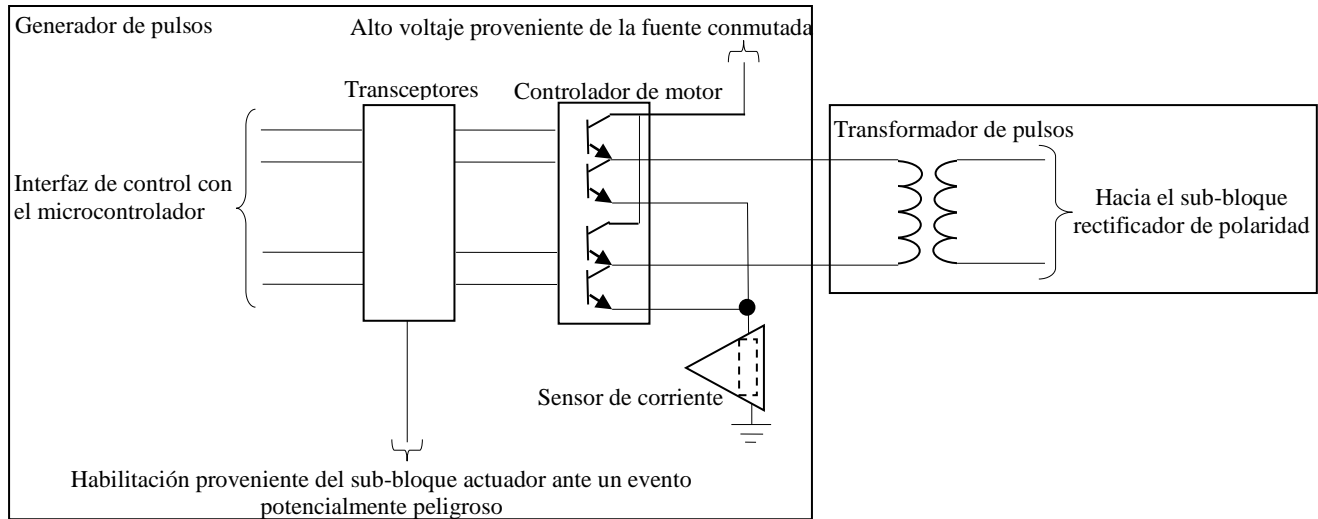 Generador de pulsos
Alto voltaje proveniente de la fuente conmutada
Transceptores
Controlador de motor
Transformador de pulsos
Interfaz de control con
el microcontrolador
Hacia el sub-bloque
rectificador de polaridad
Sensor de corriente
Habilitación proveniente del sub-bloque actuador ante un evento
potencialmente peligroso